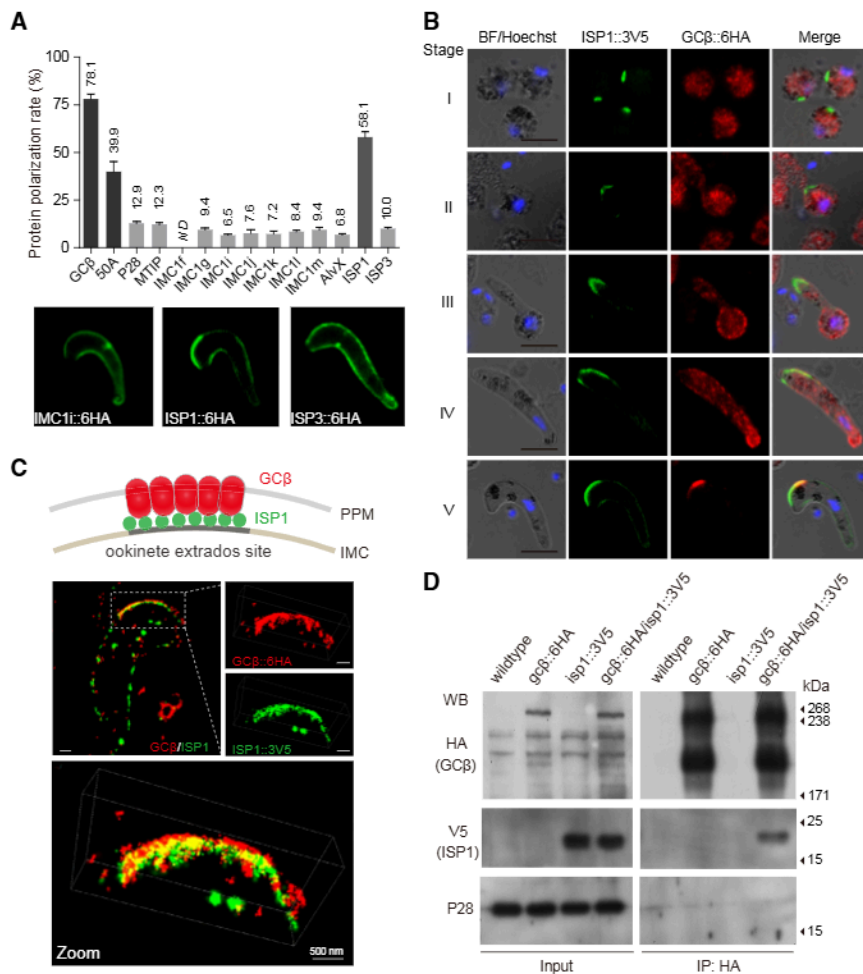 A
Protein polarization rate (%)
100
75
50
25
0
78.1
39.9
12.9
12.3
ND
9.4
6.5
7.6
7.2
8.4
9.4
6.8
58.1
10.0
GCβ
50A
P28
MTIP
IMC1f
IMC1g
IMC1i
IMC1j
IMC1k
IMC1l
IMC1m
AlvX
ISP1
ISP3
IMC1i::6HA
ISP1::6HA
ISP3::6HA
B
Stage
BF/Hoechst ISP1::3V5 GCβ::6HA Merge
I
II
III
IV
V
C
GCβ
ISP1
PPM
ookinete extrados site
IMC
GCβ/ISP1
GCβ::6HA
ISP1::3V5
Zoom
500 nm
D
wildtype
gcβ::6HA
isp1::3V5
gcβ::6HA/isp1::3V5
wildtype
gcβ::6HA
isp1::3V5
gcβ::6HA/isp1::3V5
kDa
WB
268
238
HA
(GCβ)
171
25
V5
(ISP1)
15
P28
15
Input
IP: HA